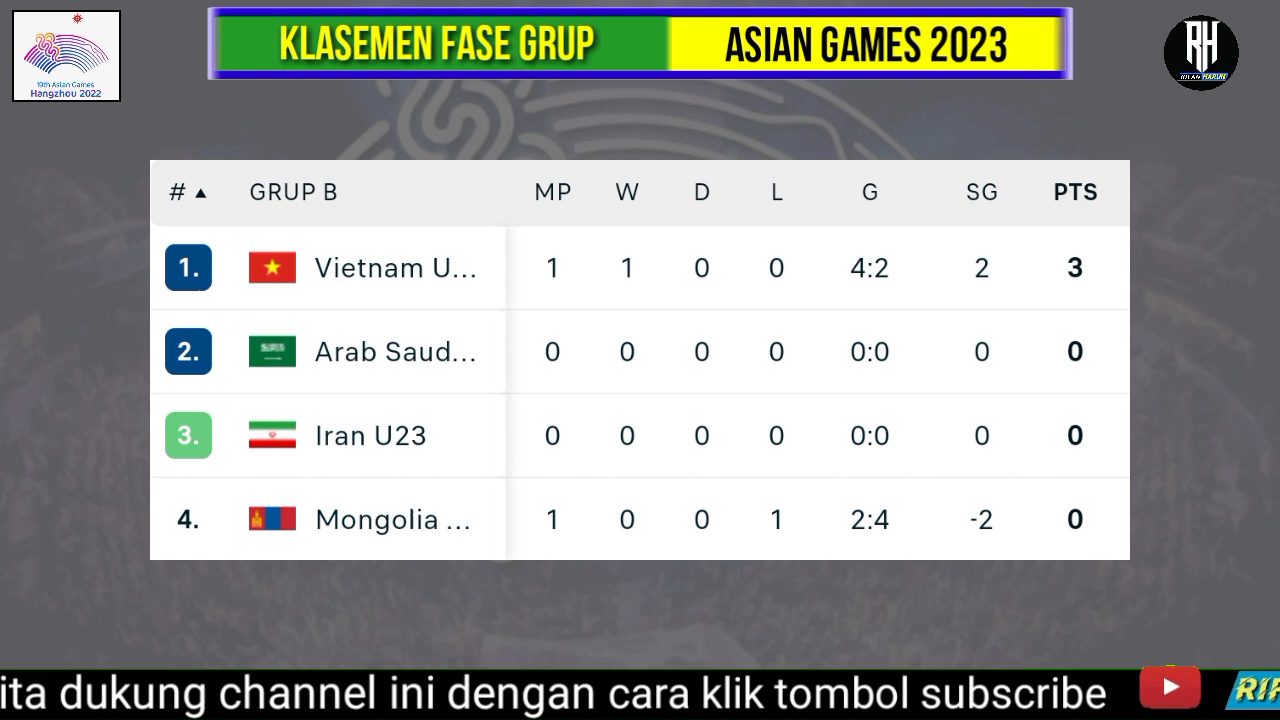 KLASEMEN FASE GRUP ASIAN GAMES 2023
19th Asian Games
Hangzhou 2022
RH
# ▲ GRUP B MP W D L G SG PTS
1. Vietnam U... 1 1 0 0 4:2 2 3
2. Arab Saud... 0 0 0 0 0:0 0 0
3. Iran U23 0 0 0 0 0:0 0 0
4. Mongolia ... 1 0 0 1 2:4 -2 0
ita dukung channel ini dengan cara klik tombol subscribe RIF